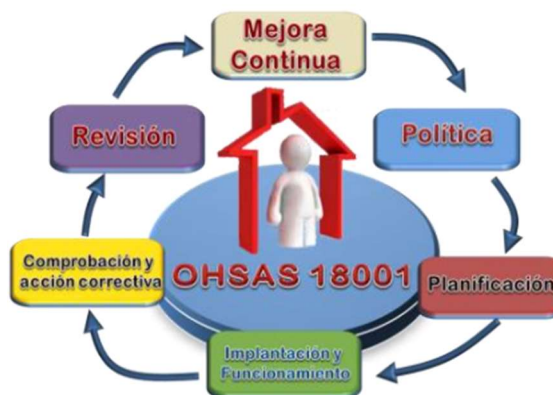 Mejora
Continua
Política
Planificación
Implantación y
Funcionamiento
Comprobación y
acción correctiva
Revisión
OHSAS 18001